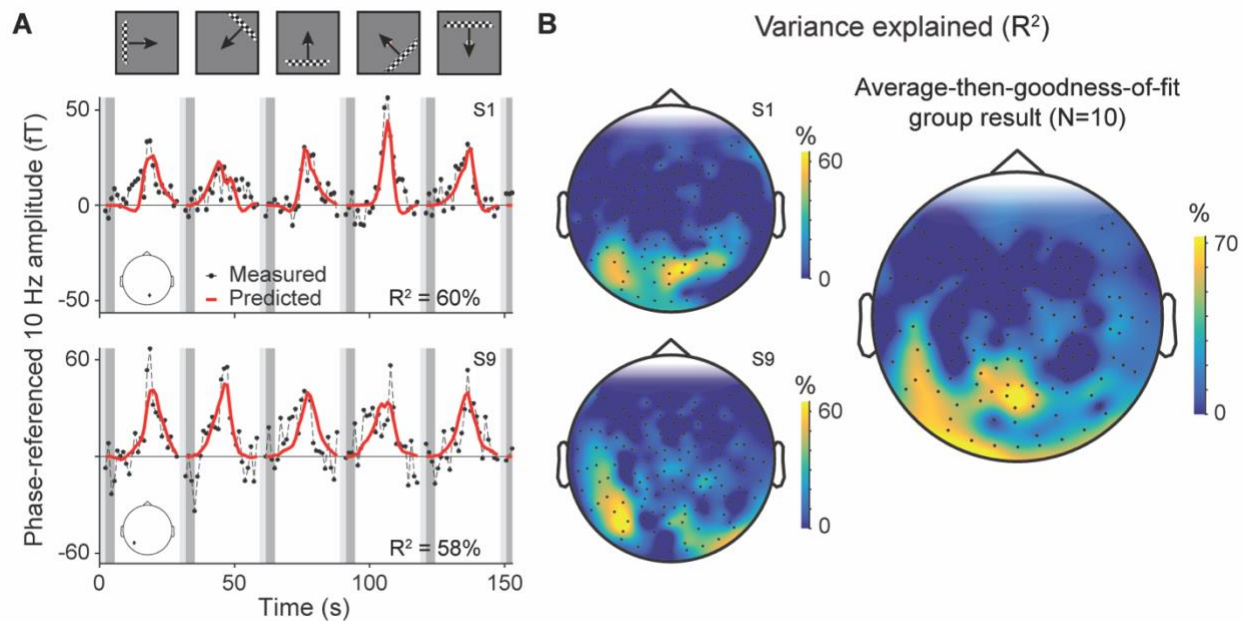 A
Phase-referenced 10 Hz amplitude (fT)
50
0
-50
S1
Measured
Predicted
R² = 60%
60
-60
S9
R² = 58%
0
50
100
150
Time (s)
B
Variance explained (R²)
S1
%
60
0
S9
%
60
0
Average-then-goodness-of-fit
group result (N=10)
%
70
0